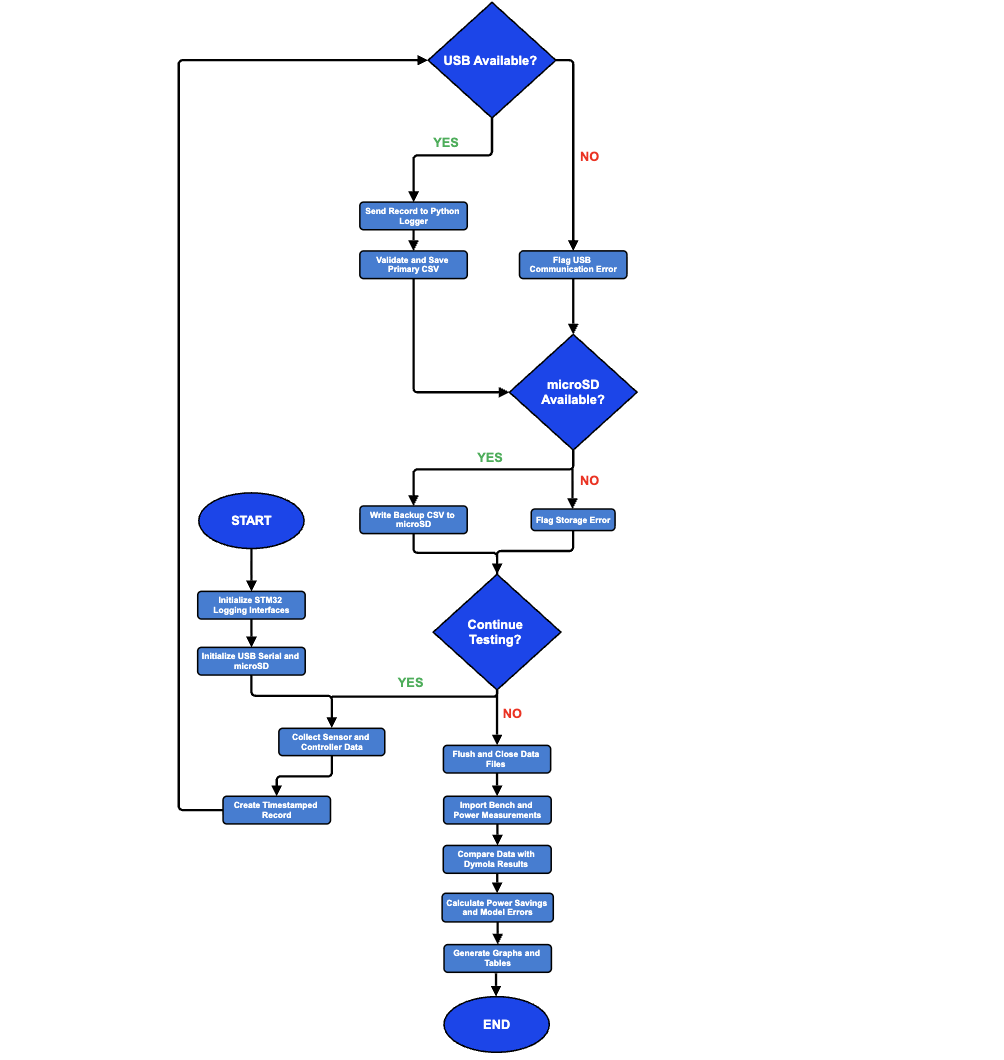 USB Available?
YES
NO
Send Record to Python
Logger
Validate and Save
Primary CSV
Flag USB
Communication Error
microSD
Available?
YES
NO
Write Backup CSV to
microSD
Flag Storage Error
START
Initialize STM32
Logging Interfaces
Initialize USB Serial and
microSD
Continue
Testing?
YES
NO
Collect Sensor and
Controller Data
Create Timestamped
Record
Flush and Close Data
Files
Import Bench and
Power Measurements
Compare Data with
Dymola Results
Calculate Power Savings
and Model Errors
Generate Graphs and
Tables
END